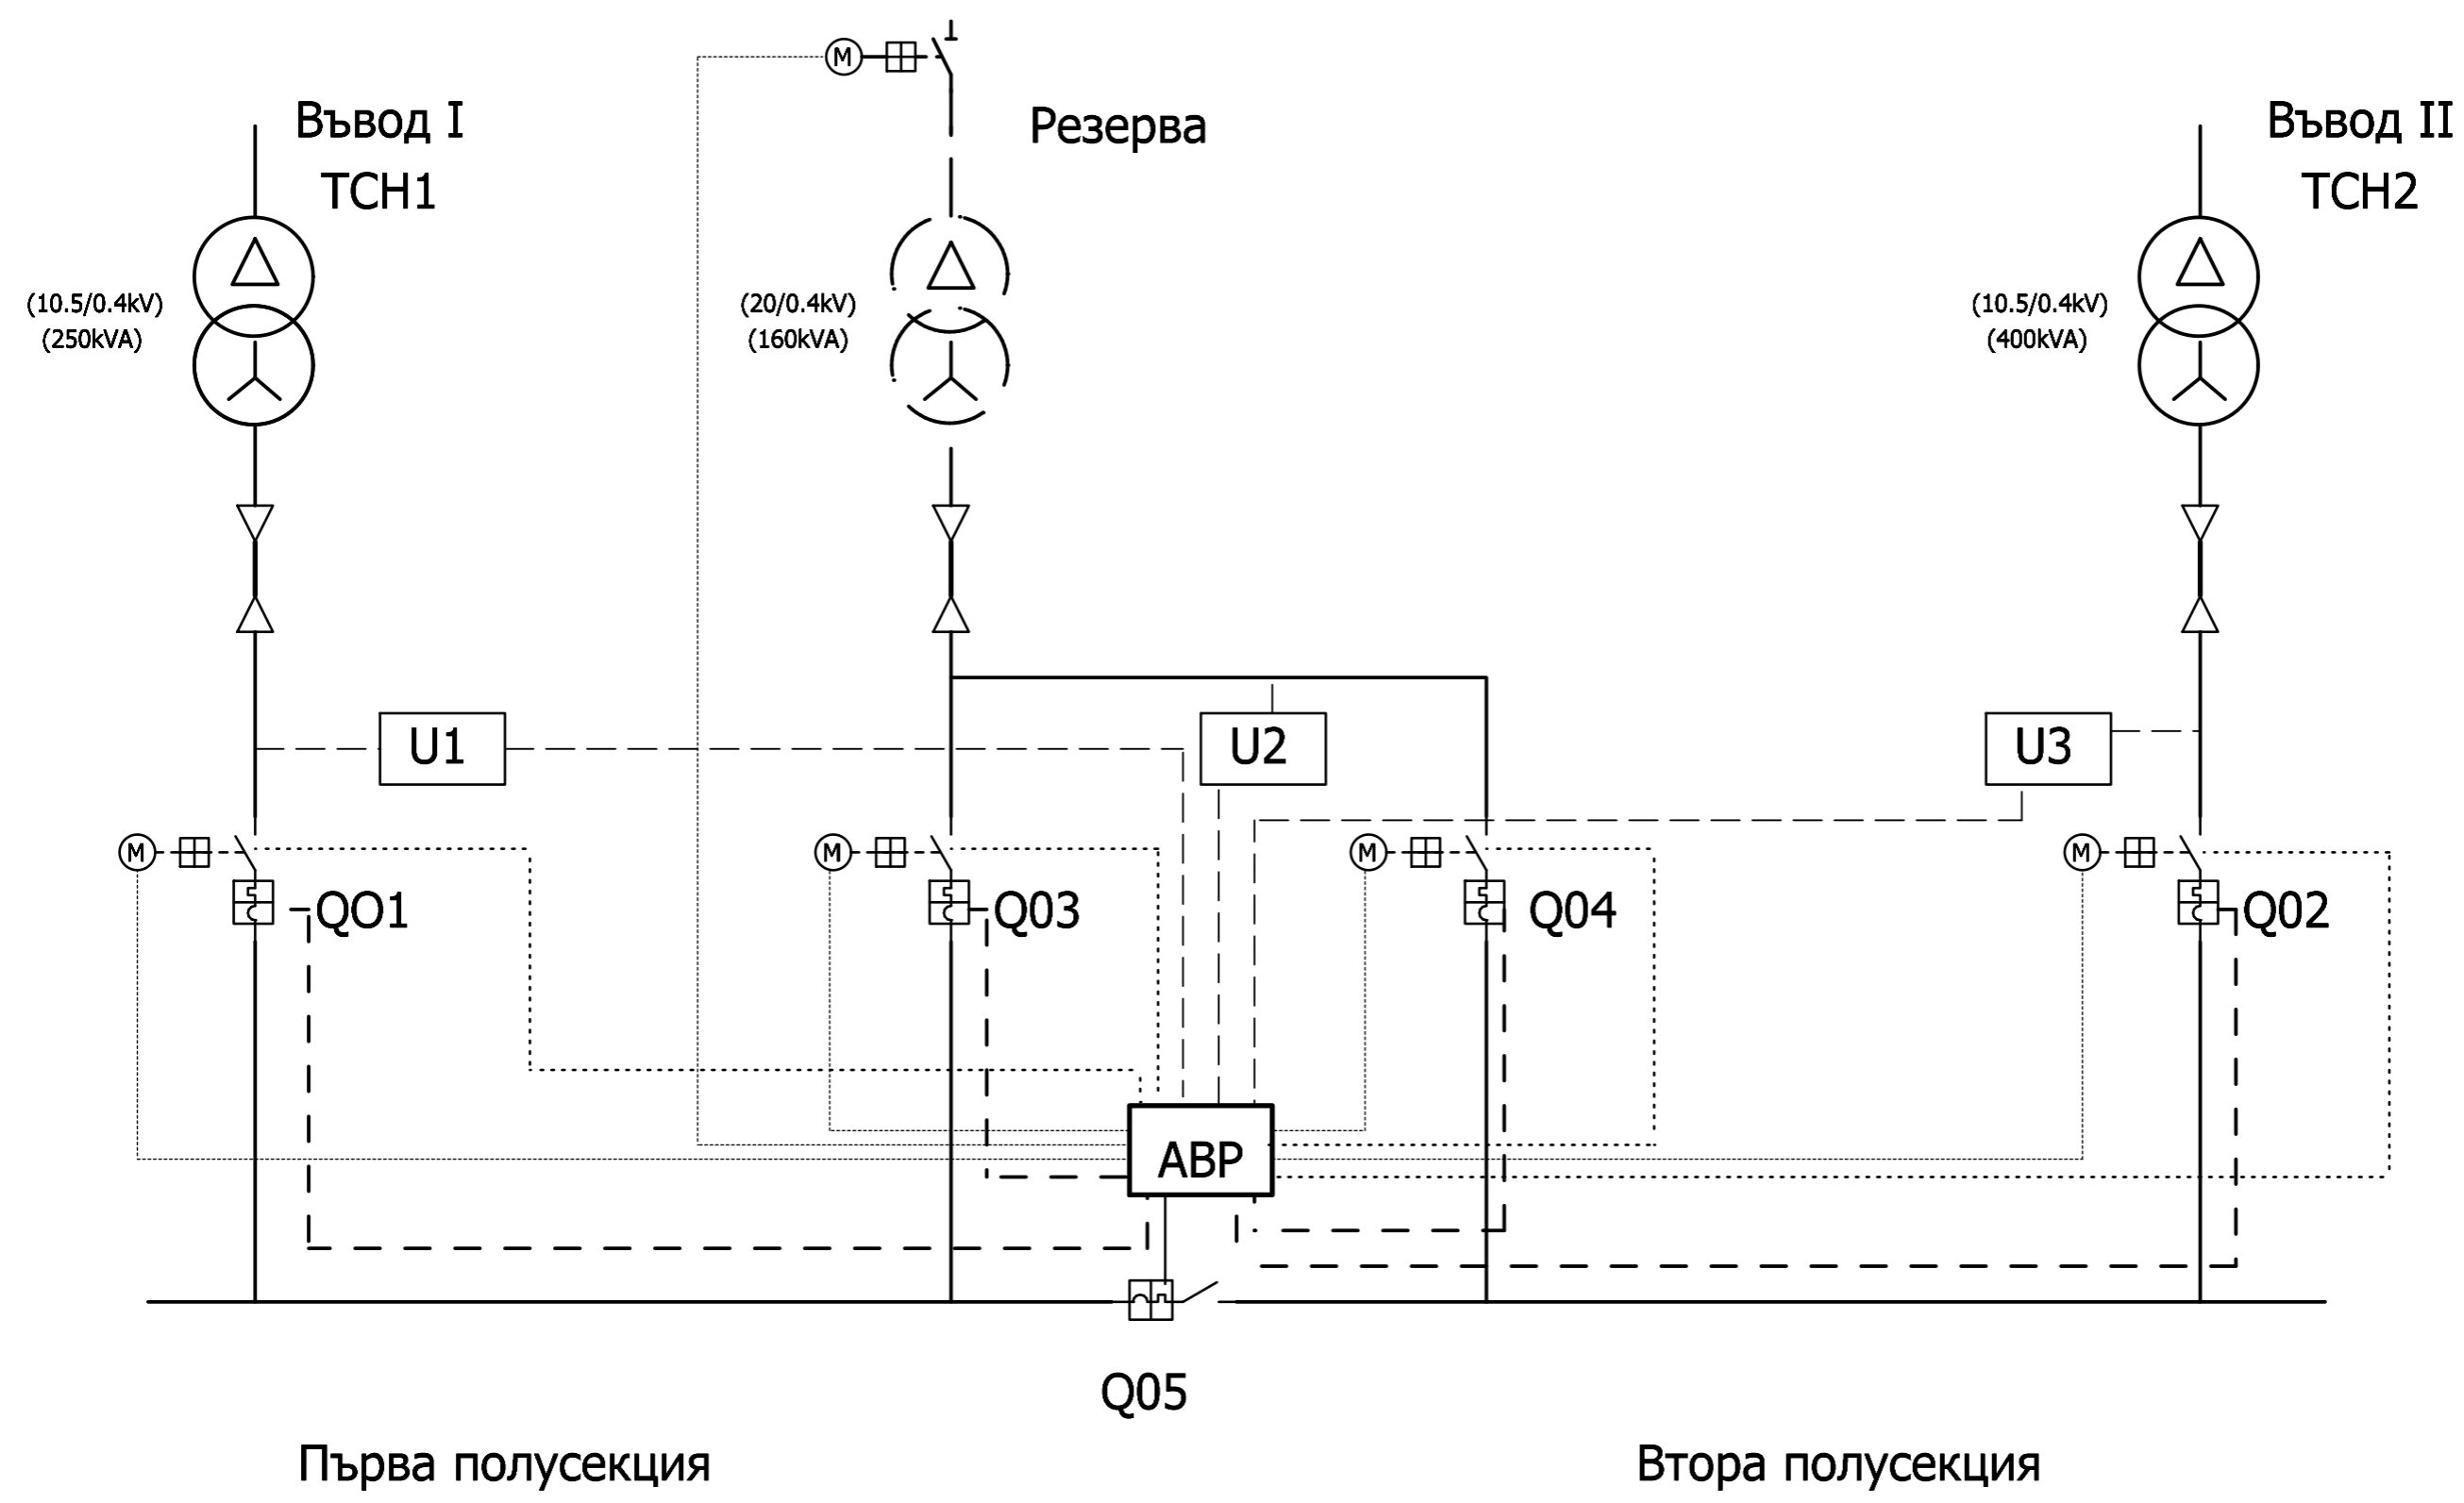 M
Въвод I
ТСН1
(10.5/0.4kV)
(250kVA)
Резерва
(20/0.4kV)
(160kVA)
Въвод II
ТСН2
(10.5/0.4kV)
(400kVA)
U1
U2
U3
M
QO1
M
Q03
M
Q04
M
Q02
АВР
Q05
Първа полусекция
Втора полусекция